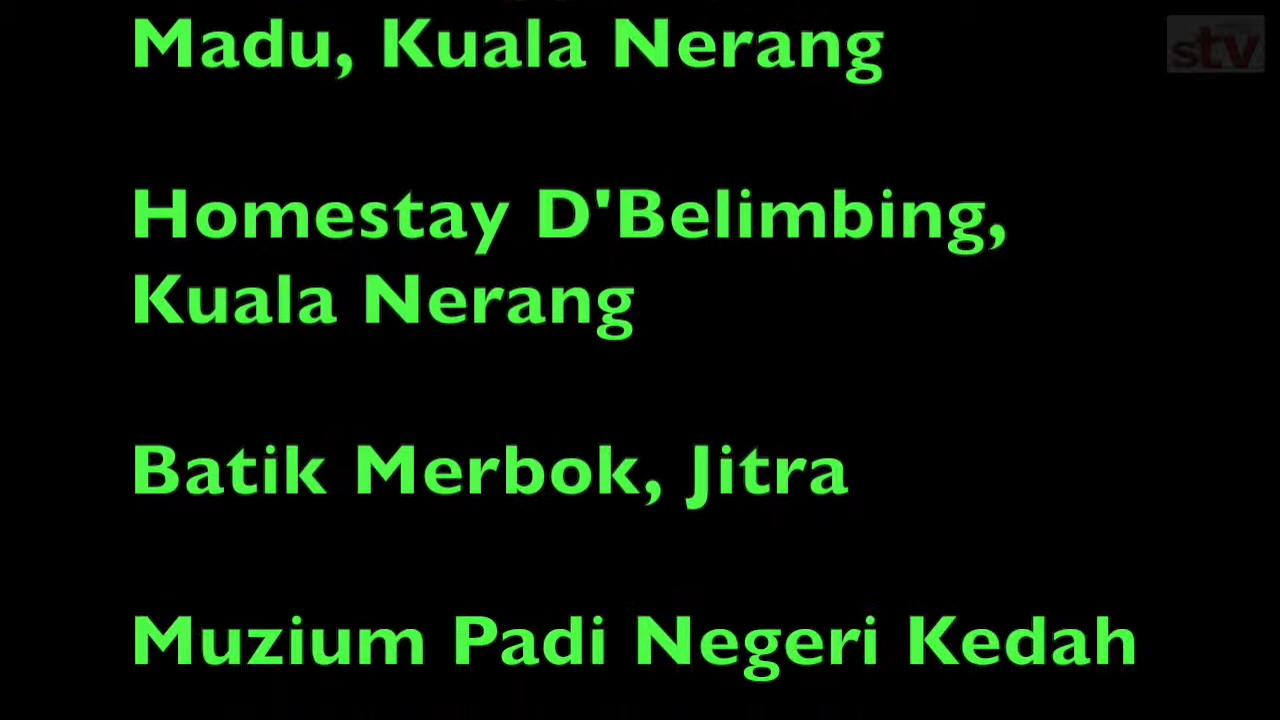 Madu, Kuala Nerang
stv
Homestay D'Belimbing,
Kuala Nerang
Batik Merbok, Jitra
Muzium Padi Negeri Kedah